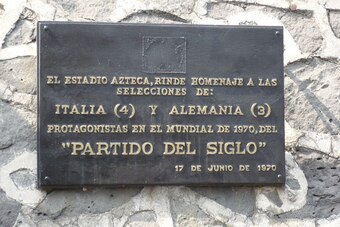 EL ESTADIO AZTECA, RINDE HOMENAJE A LAS
SELECCIONES DE:
ITALIA (4) Y ALEMANIA (3)
PROTAGONISTAS EN EL MUNDIAL DE 1970, DEL
"PARTIDO DEL SIGLO"
17 DE JUNIO DE 1970